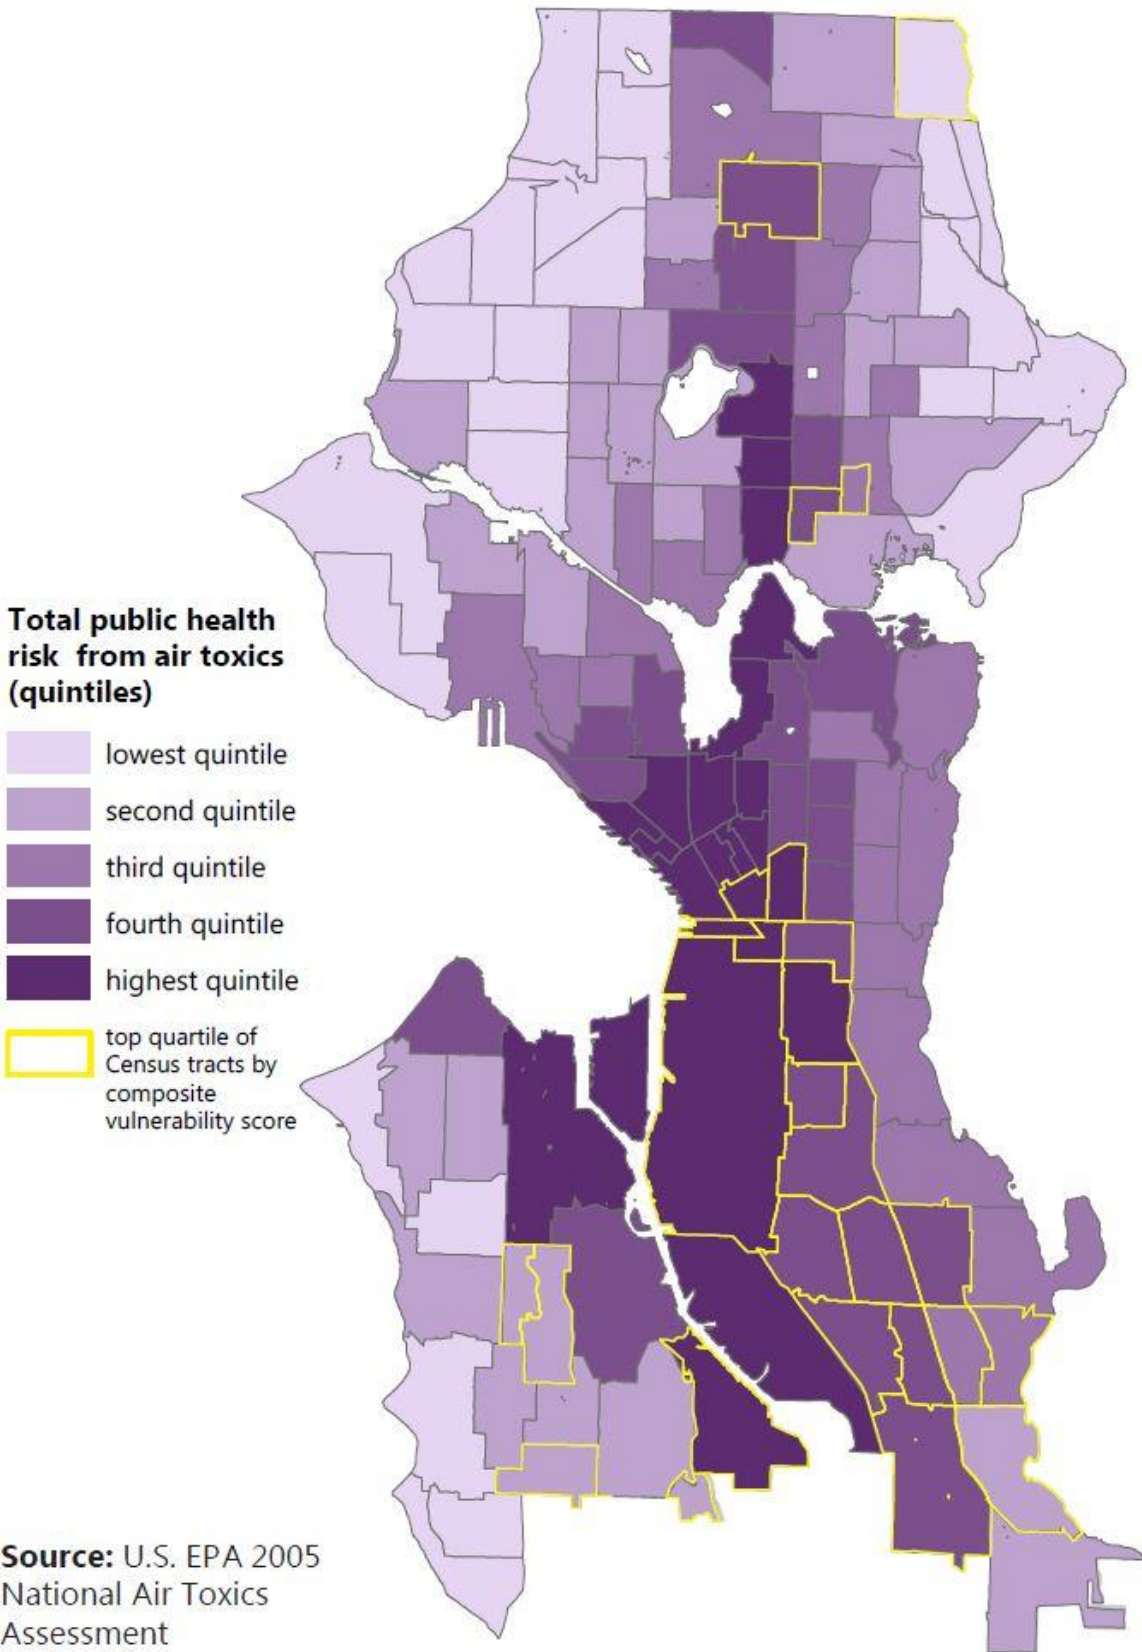 Total public health
risk from air toxics
(quintiles)
lowest quintile
second quintile
third quintile
fourth quintile
highest quintile
top quartile of
Census tracts by
composite
vulnerability score
Source: U.S. EPA 2005
National Air Toxics
Assessment